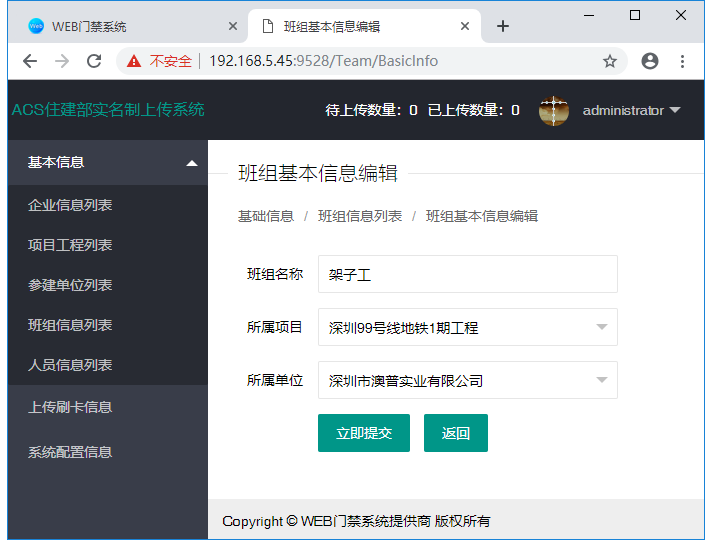 Web WEB门禁系统
班组基本信息编辑
不安全 192.168.5.45:9528/Team/BasicInfo
ACS住建部实名制上传系统
待上传数量：0 已上传数量：0
administrator
基本信息
企业信息列表
项目工程列表
参建单位列表
班组信息列表
人员信息列表
上传刷卡信息
系统配置信息
班组基本信息编辑
基础信息 / 班组信息列表 / 班组基本信息编辑
班组名称 架子工
所属项目 深圳99号线地铁1期工程
所属单位 深圳市澳普实业有限公司
立即提交 返回
Copyright © WEB门禁系统提供商 版权所有